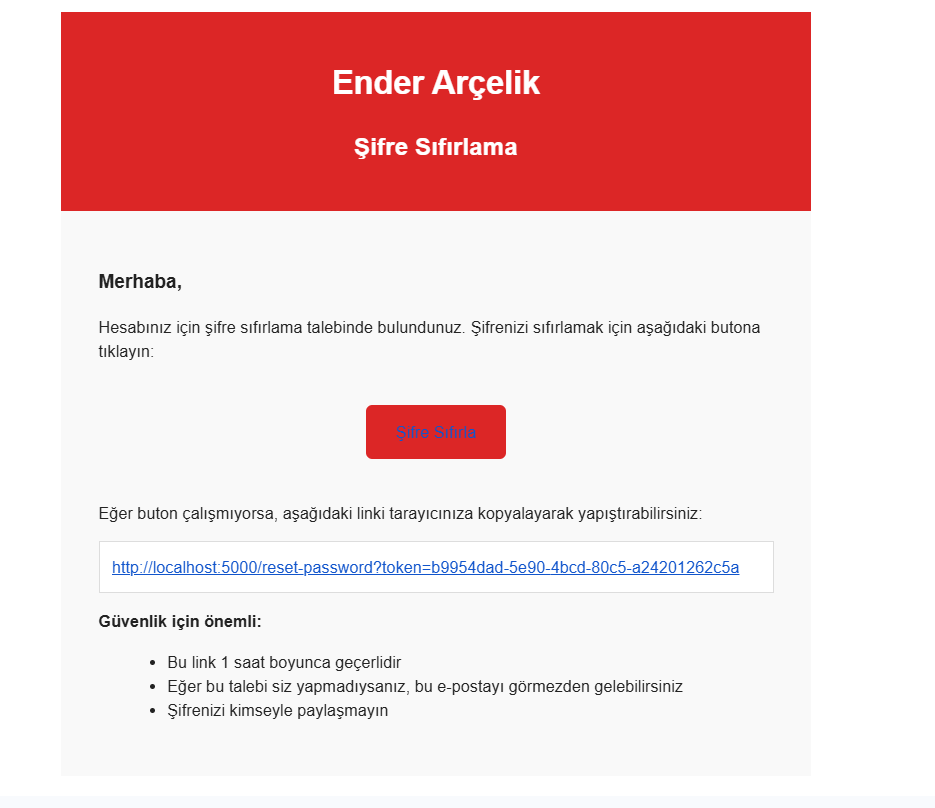 Ender Arçelik
Şifre Sıfırlama
Merhaba,
Hesabınız için şifre sıfırlama talebinde bulundunuz. Şifrenizi sıfırlamak için aşağıdaki butona
tıklayın:
Şifre Sıfırla
Eğer buton çalışmıyorsa, aşağıdaki linki tarayıcınıza kopyalayarak yapıştırabilirsiniz:
http://localhost:5000/reset-password?token=b9954dad-5e90-4bcd-80c5-a24201262c5a
Güvenlik için önemli:
• Bu link 1 saat boyunca geçerlidir
• Eğer bu talebi siz yapmadıysanız, bu e-postayı görmezden gelebilirsiniz
• Şifrenizi kimseyle paylaşmayın